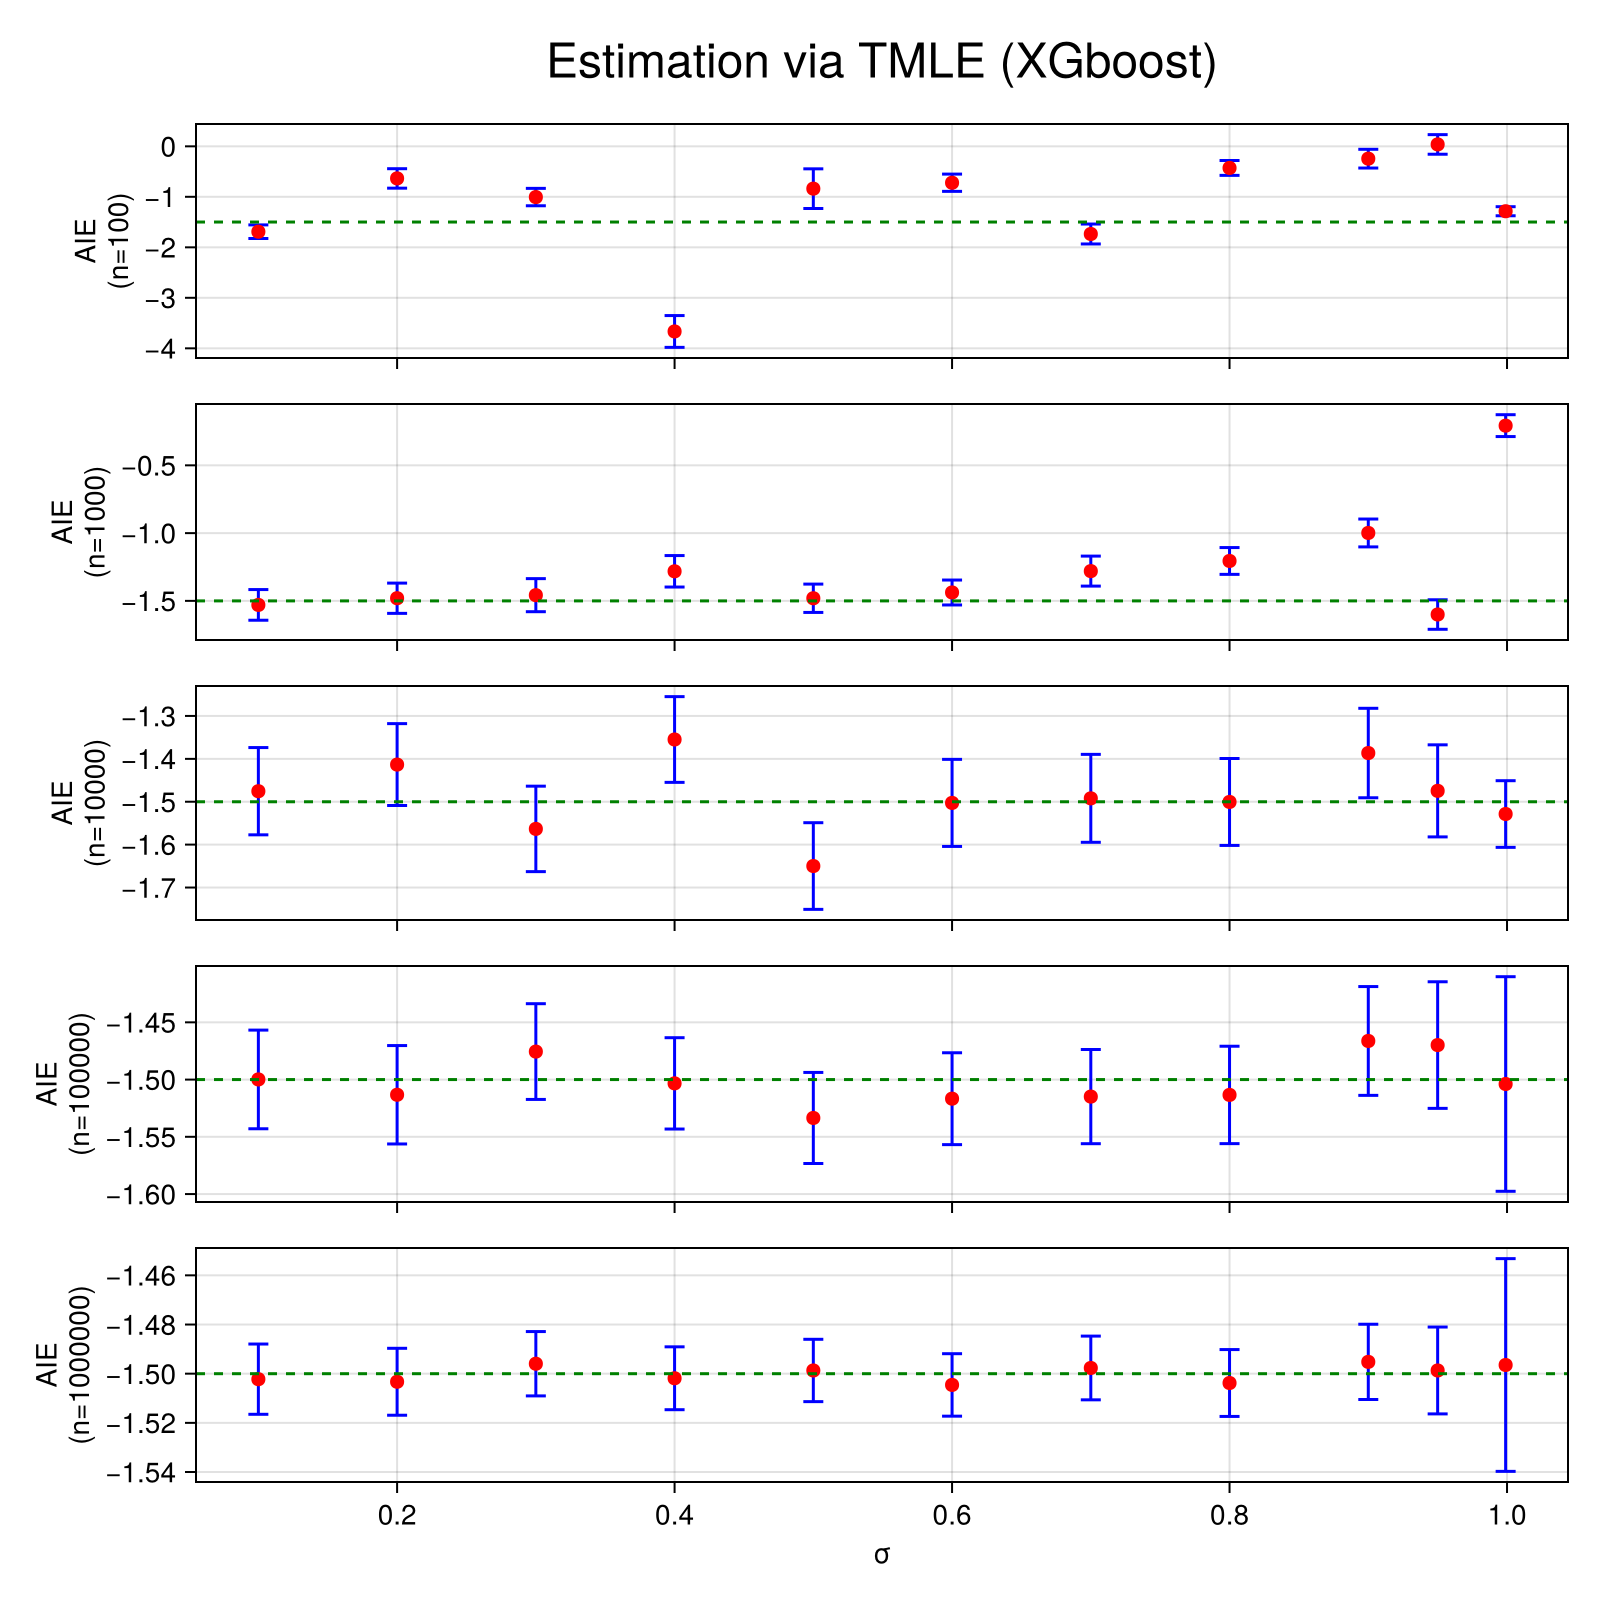 Estimation via TMLE (XGboost)
AIE
(n=100)
0
−1
−2
−3
−4
AIE
(n=1000)
−0.5
−1.0
−1.5
AIE
(n=10000)
−1.3
−1.4
−1.5
−1.6
−1.7
AIE
(n=100000)
−1.45
−1.50
−1.55
−1.60
AIE
(n=1000000)
−1.46
−1.48
−1.50
−1.52
−1.54
0.2 0.4 0.6 0.8 1.0
σ